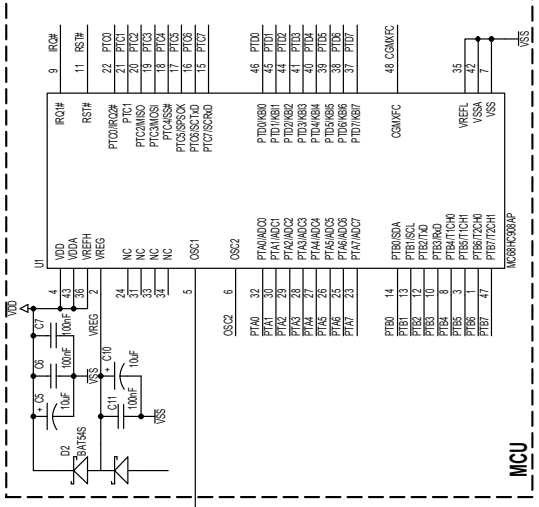 VDD
C5
+
10uF
C6
100nF
C7
100nF
VSS
D2
BAT54S
C11
100nF
C10
+
10uF
VSS
VREG
U1
4 VDD
43 VDDA
36 VREFH
2 VREG
24 NC
31 NC
33 NC
34 NC
5 OSC1
OSC2 6 OSC2
PTA0 32 PTA0/ADC0
PTA1 30 PTA1/ADC1
PTA2 29 PTA2/ADC2
PTA3 28 PTA3/ADC3
PTA4 27 PTA4/ADC4
PTA5 26 PTA5/ADC5
PTA6 25 PTA6/ADC6
PTA7 23 PTA7/ADC7
PTB0 14 PTB0/SDA
PTB1 13 PTB1/SCL
PTB2 12 PTB2/TxD
PTB3 10 PTB3/RxD
PTB4 8 PTB4/T1CH0
PTB5 3 PTB5/T1CH1
PTB6 1 PTB6/T2CH0
PTB7 47 PTB7/T2CH1
MC68HC908AP
IRQ1# 9 IRQ#
RST# 11 RST#
PTC0/IRQ2# 22 PTC0
PTC1 21 PTC1
PTC2/MISO 20 PTC2
PTC3/MOSI 19 PTC3
PTC4/SS# 18 PTC4
PTC5/SPSCK 17 PTC5
PTC6/SCTxD 16 PTC6
PTC7/SCRxD 15 PTC7
PTD0/KBI0 46 PTD0
PTD1/KBI1 45 PTD1
PTD2/KBI2 44 PTD2
PTD3/KBI3 41 PTD3
PTD4/KBI4 40 PTD4
PTD5/KBI5 39 PTD5
PTD6/KBI6 38 PTD6
PTD7/KBI7 37 PTD7
CGMXFC 48 CGMXFC
VREFL 35
VSSA 42
VSS 7
VSS
MCU